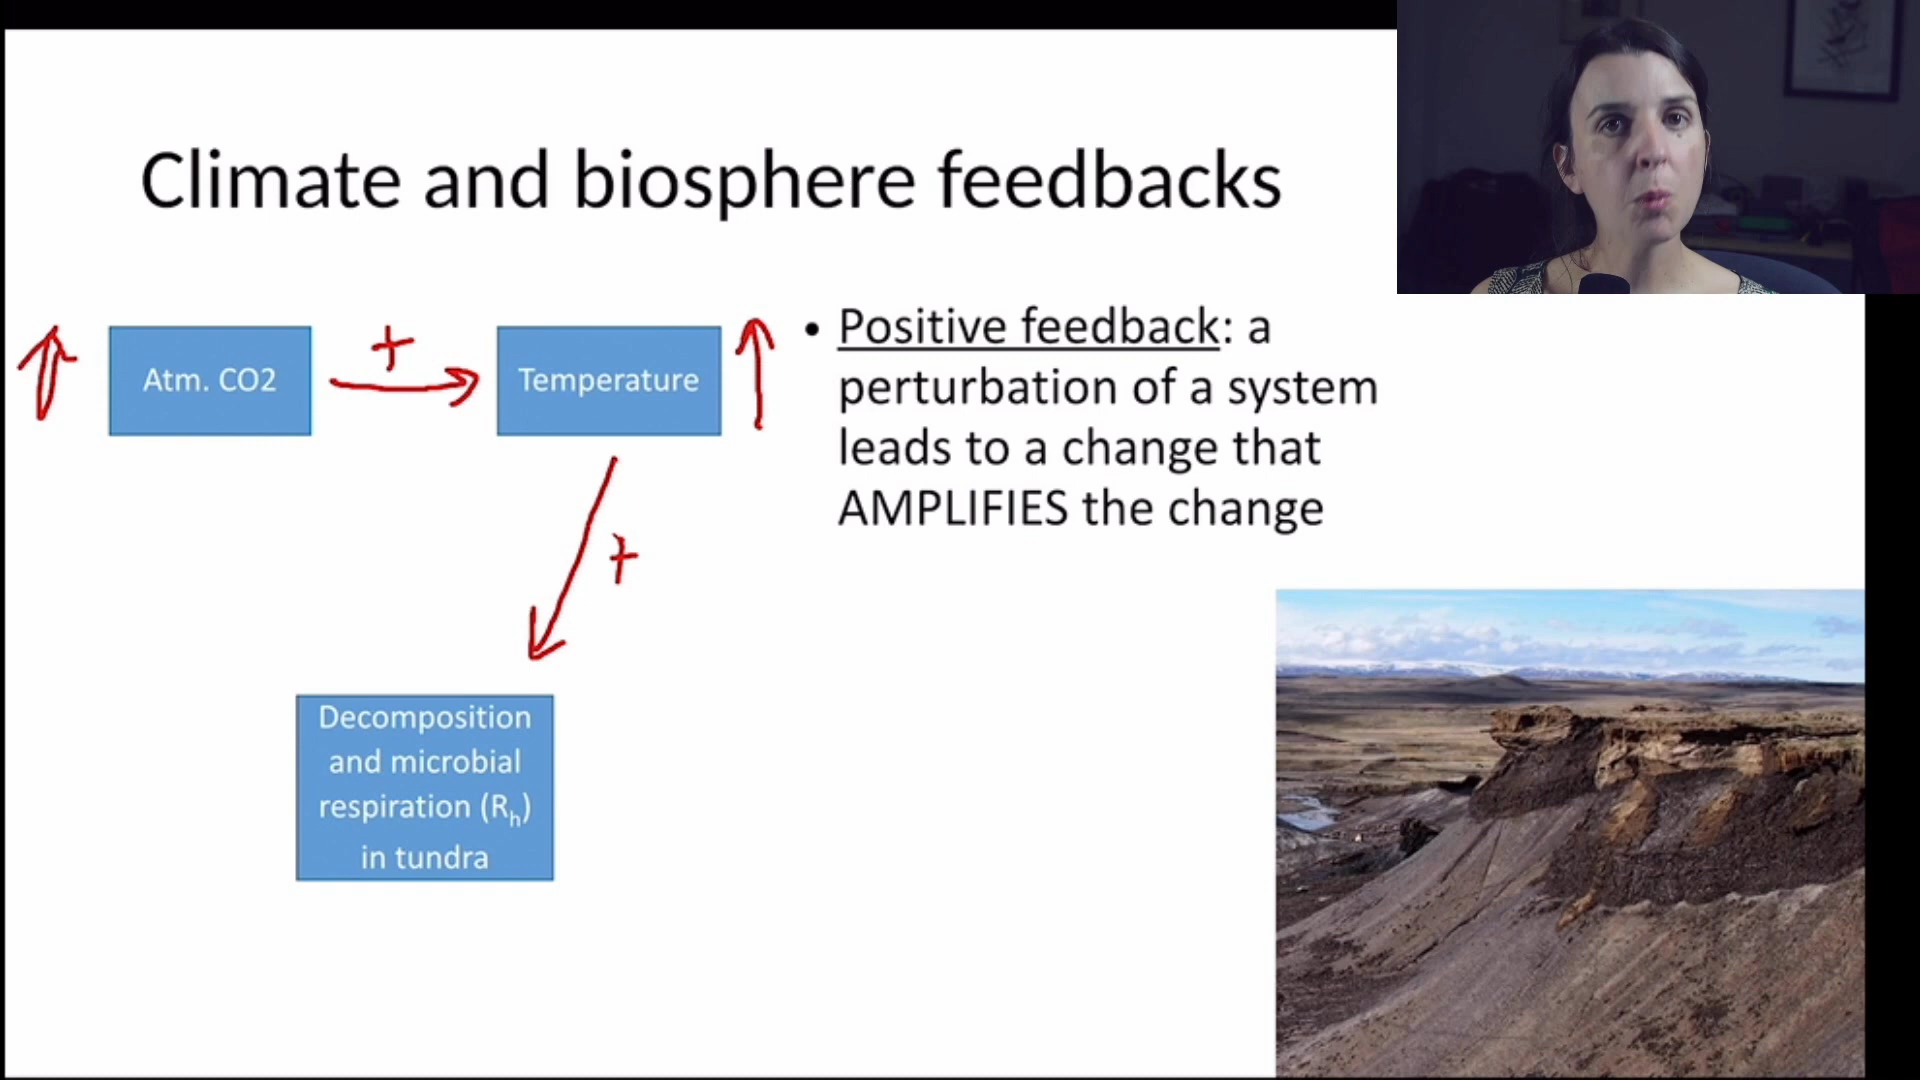 Climate and biosphere feedbacks
Atm. CO2
+
Temperature
+
Decomposition
and microbial
respiration (Rh)
in tundra
• Positive feedback: a
perturbation of a system
leads to a change that
AMPLIFIES the change